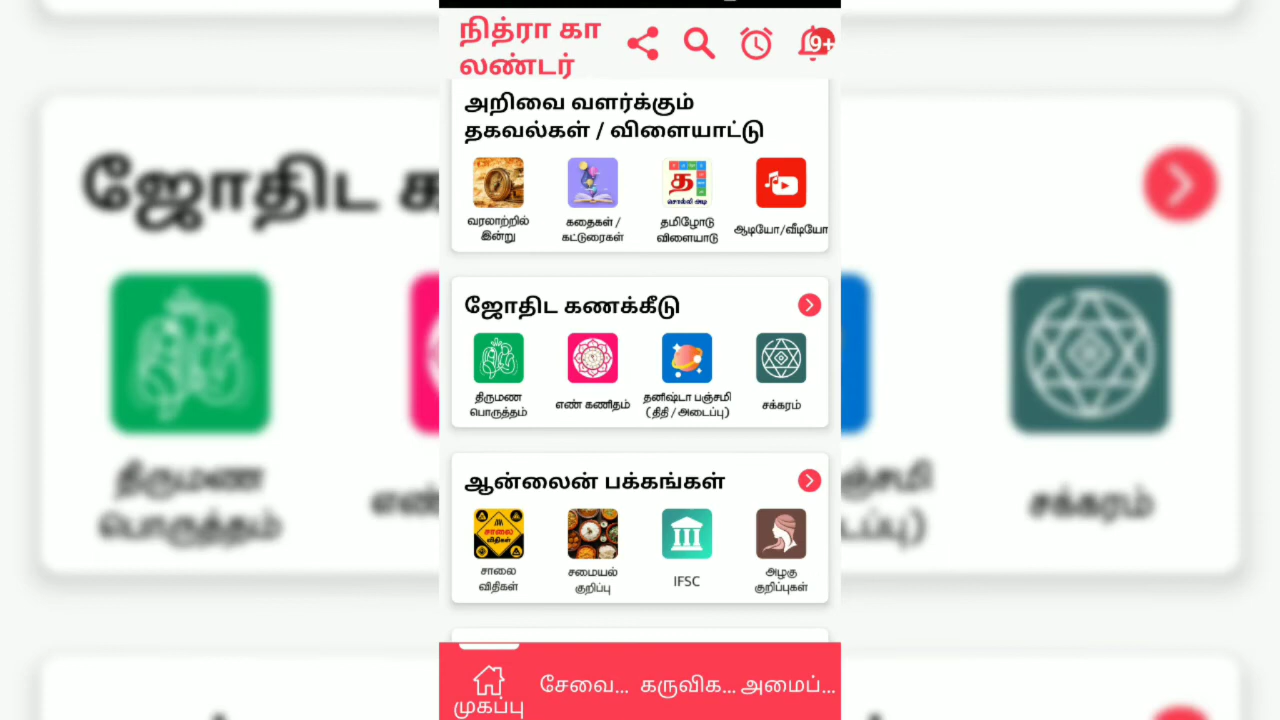 நித்ரா கா
லண்டர்
9+
அறிவை வளர்க்கும்
தகவல்கள் / விளையாட்டு
த
சொல்லி அடி
வரலாற்றில்
இன்று
கதைகள் /
கட்டுரைகள்
தமிழோடு
விளையாடு
ஆடியோ/வீடியோ
ஜோதிட கணக்கீடு
திருமண
பொருத்தம்
எண் கணிதம்
தனிஷ்டா பஞ்சமி
(திதி / அடைப்பு)
சக்கரம்
ஆன்லைன் பக்கங்கள்
சாலை
விதிகள்
சாலை
விதிகள்
சமையல்
குறிப்பு
IFSC
அழகு
குறிப்புகள்
முகப்பு
சேவை...
கருவிக...
அமைப்...